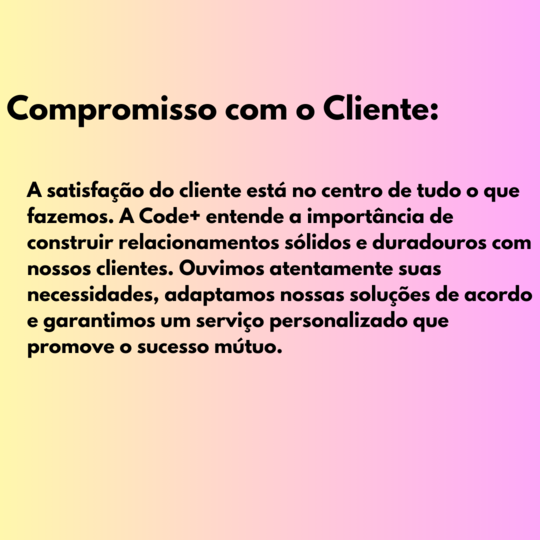 Compromisso com o Cliente:
A satisfação do cliente está no centro de tudo o que
fazemos. A Code+ entende a importância de
construir relacionamentos sólidos e duradouros com
nossos clientes. Ouvimos atentamente suas
necessidades, adaptamos nossas soluções de acordo
e garantimos um serviço personalizado que
promove o sucesso mútuo.